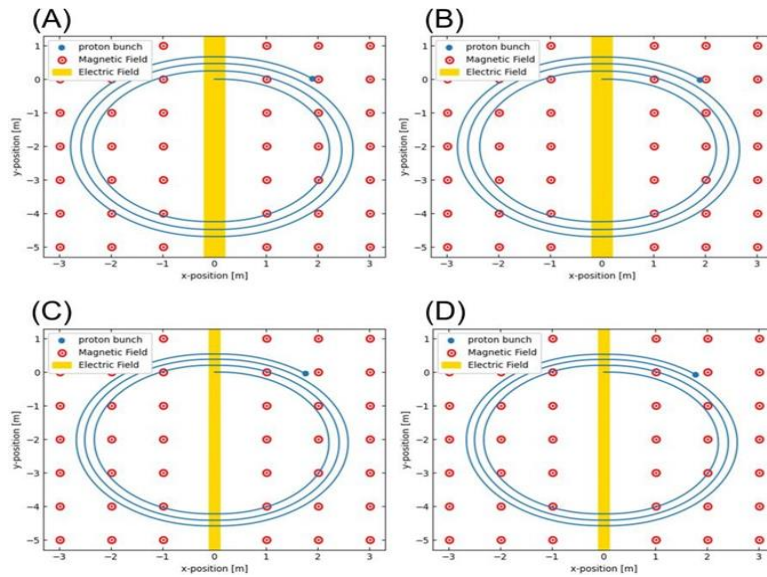 (A)
proton bunch
Magnetic Field
Electric Field
1
0
−1
−2
−3
−4
−5
y-position [m]
−3 −2 −1 0 1 2 3
x-position [m]
(B)
proton bunch
Magnetic Field
Electric Field
1
0
−1
−2
−3
−4
−5
y-position [m]
−3 −2 −1 0 1 2 3
x-position [m]
(C)
proton bunch
Magnetic Field
Electric Field
1
0
−1
−2
−3
−4
−5
y-position [m]
−3 −2 −1 0 1 2 3
x-position [m]
(D)
proton bunch
Magnetic Field
Electric Field
1
0
−1
−2
−3
−4
−5
y-position [m]
−3 −2 −1 0 1 2 3
x-position [m]